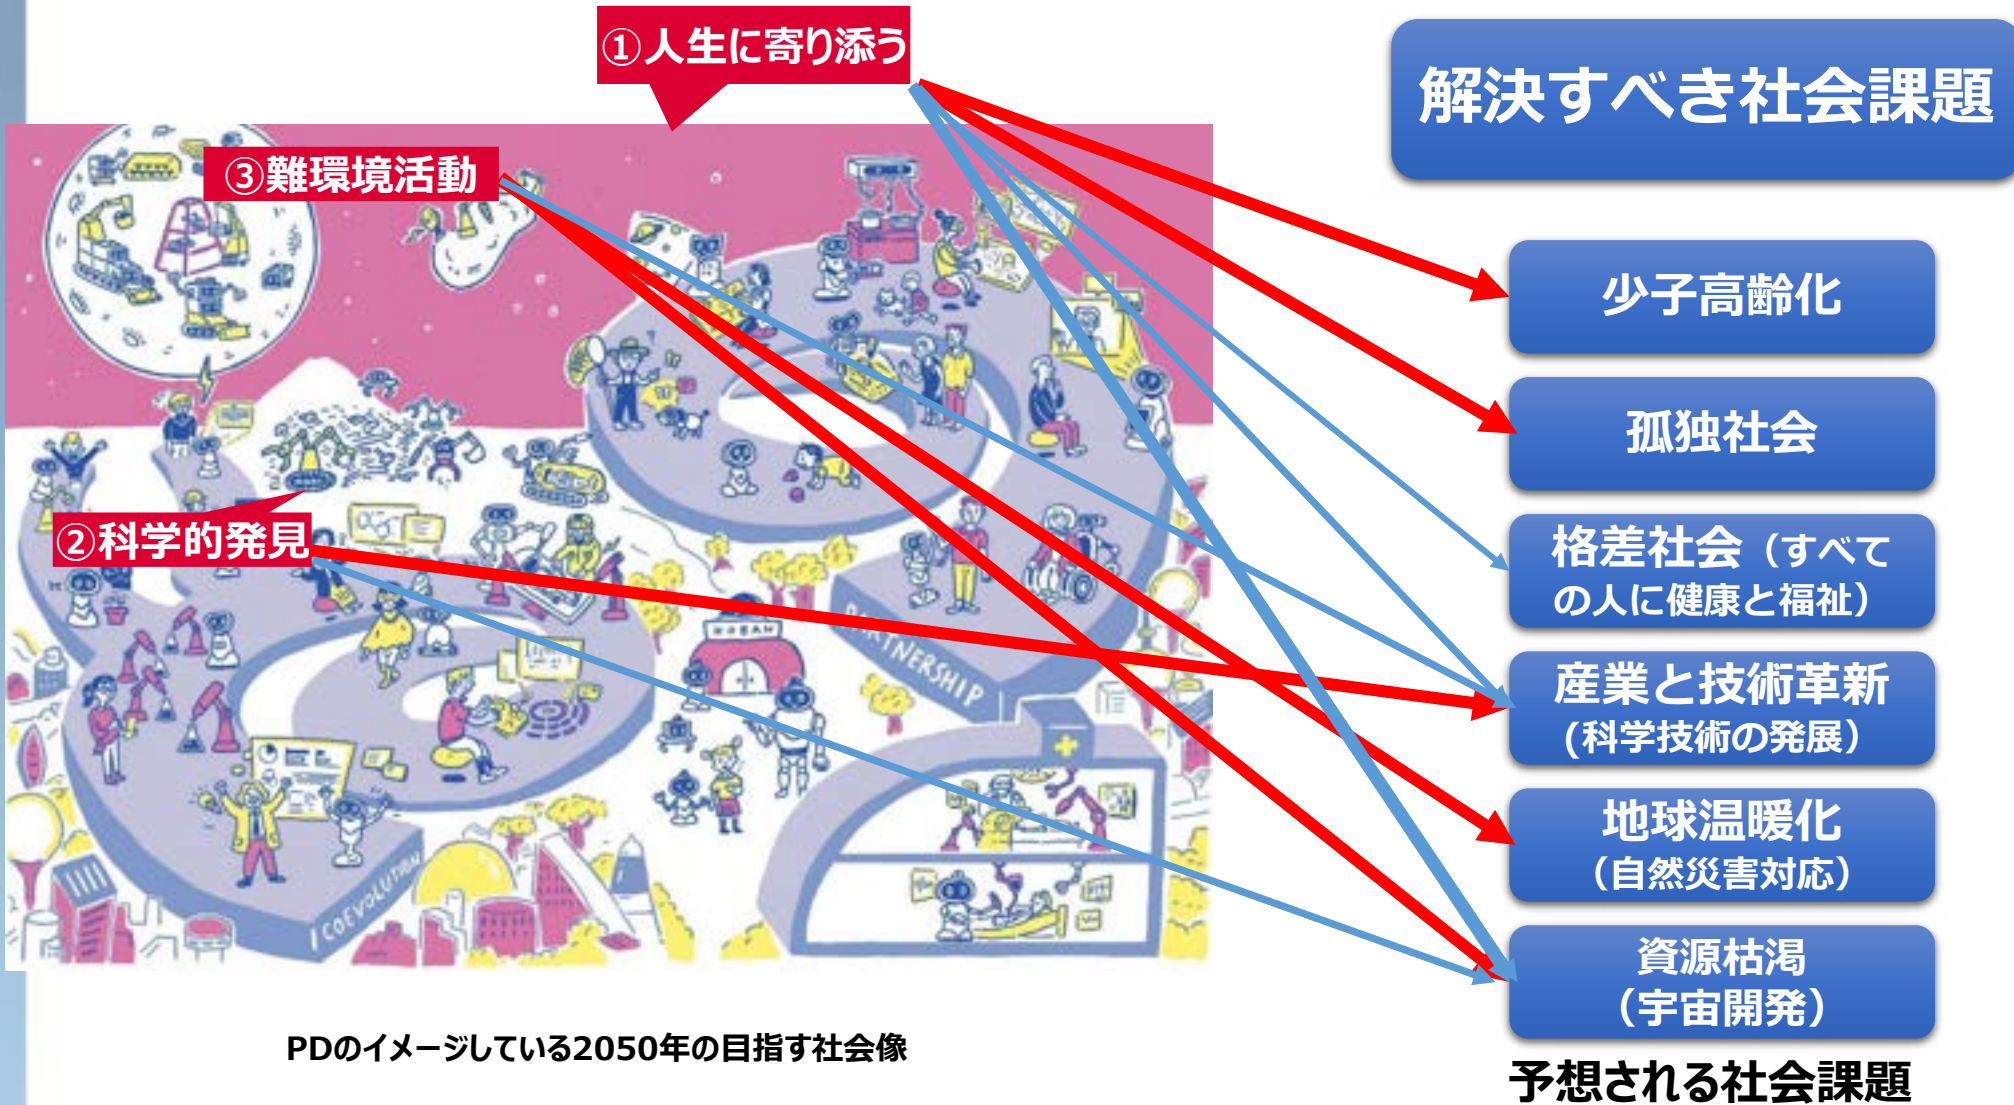 ①人生に寄り添う
解決すべき社会課題
③難環境活動
少子高齢化
孤独社会
②科学的発見
格差社会（すべて
の人に健康と福祉）
産業と技術革新
(科学技術の発展）
地球温暖化
（自然災害対応）
資源枯渇
（宇宙開発）
PARTNERSHIP
COEVOLUTION
PDのイメージしている2050年の目指す社会像
予想される社会課題